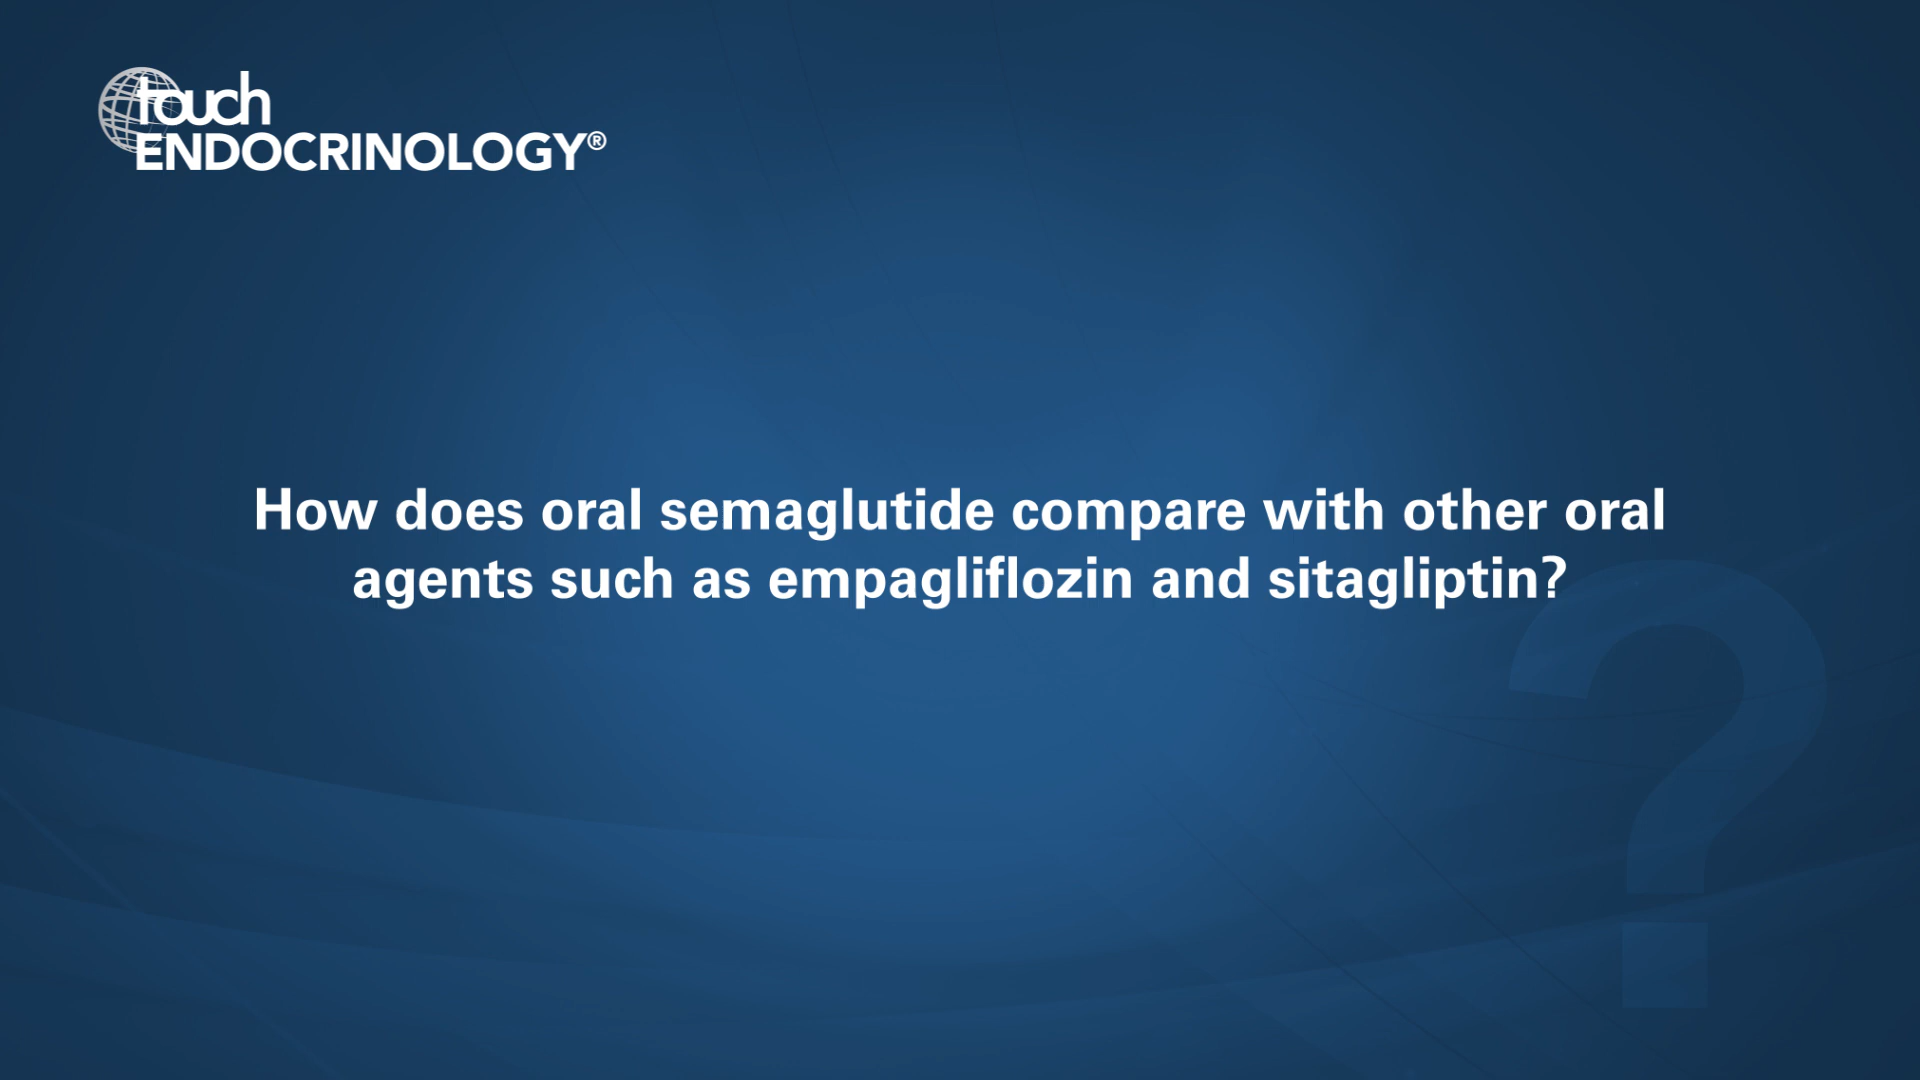 touch
ENDOCRINOLOGY®
How does oral semaglutide compare with other oral
agents such as empagliflozin and sitagliptin?
?